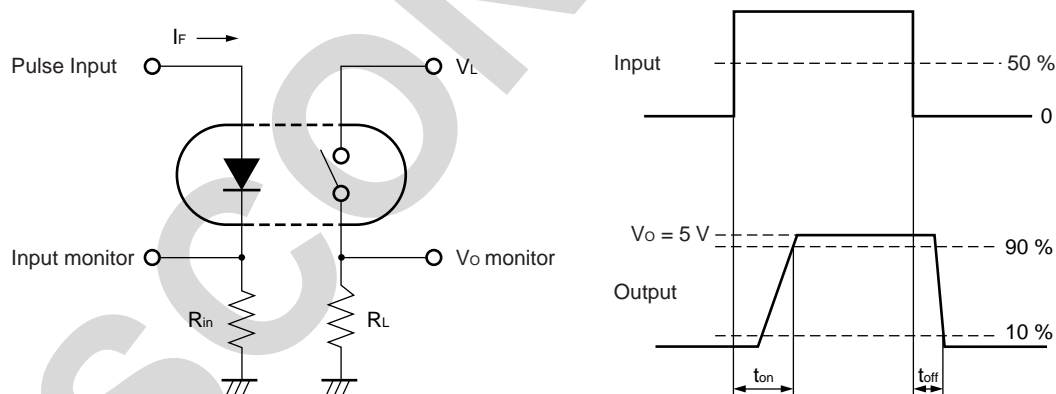 IF
Pulse Input
VL
Input monitor
VO monitor
Rin
RL
Input
50 %
0
VO = 5 V
90 %
Output
10 %
ton
toff
SCON